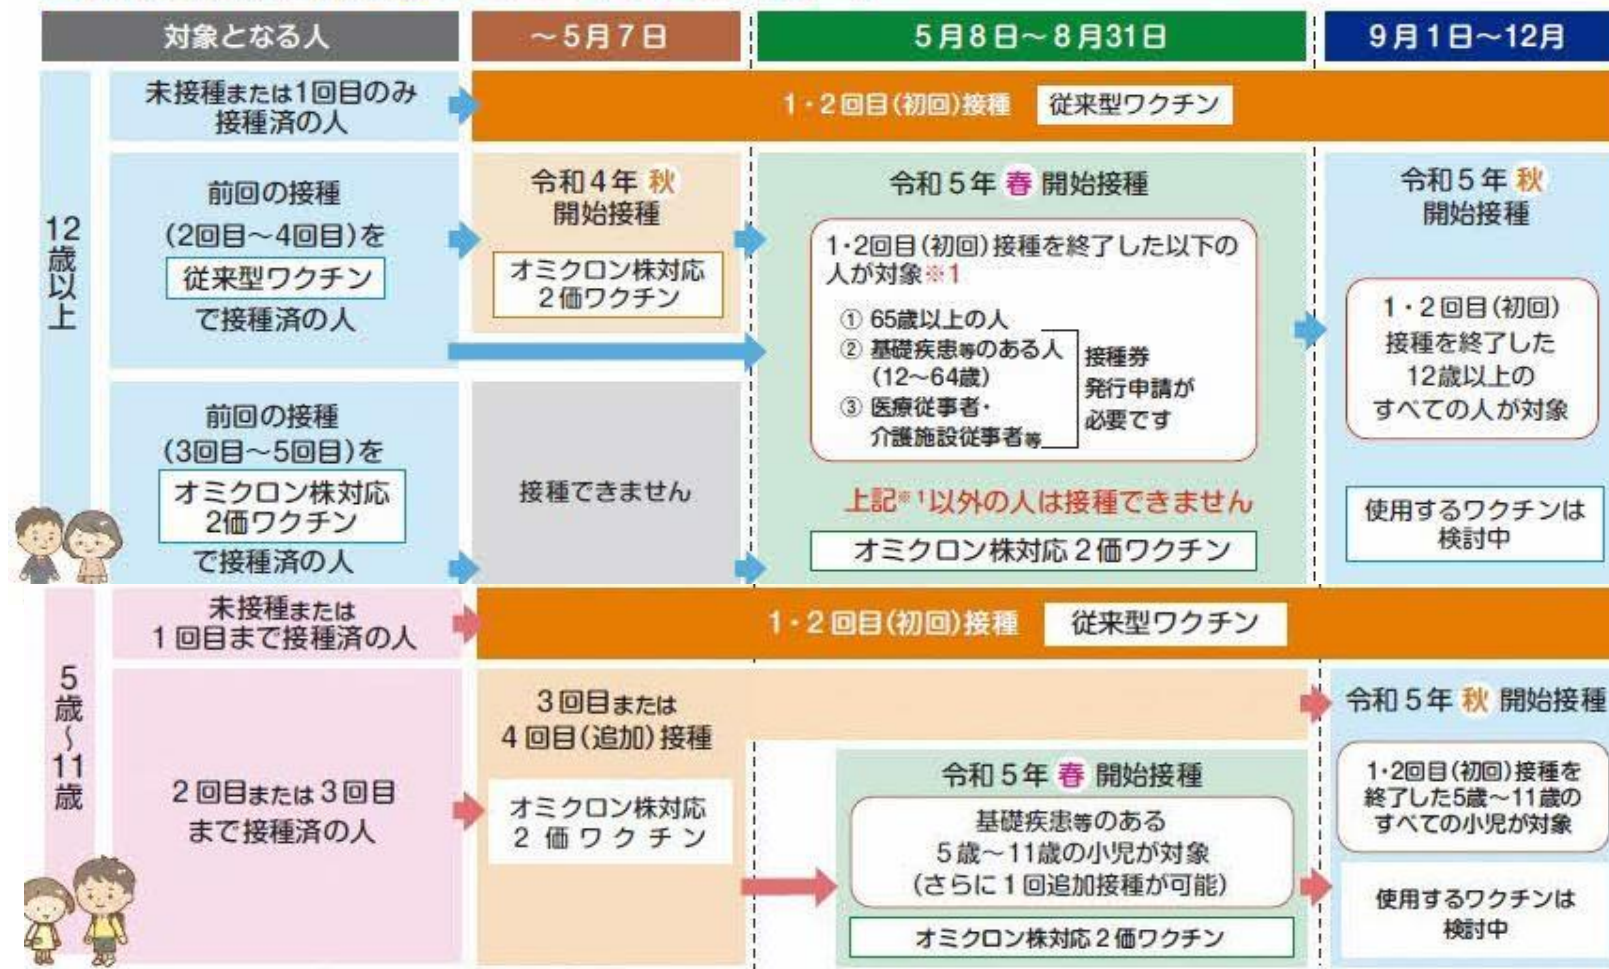 対象となる人
～5月7日
5月8日～8月31日
9月1日～12月
12歳以上
未接種または1回目のみ
接種済の人
1・2回目(初回)接種 従来型ワクチン
前回の接種
(2回目～4回目)を
従来型ワクチン
で接種済の人
令和4年 秋
開始接種
オミクロン株対応
2価ワクチン
令和5年 春 開始接種
1・2回目(初回)接種を終了した以下の
人が対象※1
① 65歳以上の人
② 基礎疾患等のある人
(12～64歳)
③ 医療従事者・
介護施設従事者等
接種券
発行申請が
必要です
上記※1以外の人は接種できません
オミクロン株対応2価ワクチン
令和5年 秋
開始接種
1・2回目(初回)
接種を終了した
12歳以上の
すべての人が対象
使用するワクチンは
検討中
前回の接種
(3回目～5回目)を
オミクロン株対応
2価ワクチン
で接種済の人
接種できません
5歳～11歳
未接種または
1回目まで接種済の人
1・2回目(初回)接種 従来型ワクチン
2回目または3回目
まで接種済の人
3回目または
4回目(追加)接種
オミクロン株対応
2価ワクチン
令和5年 春 開始接種
基礎疾患等のある
5歳～11歳の小児が対象
(さらに1回追加接種が可能)
オミクロン株対応2価ワクチン
令和5年 秋 開始接種
1・2回目(初回)接種を
終了した5歳～11歳の
すべての小児が対象
使用するワクチンは
検討中